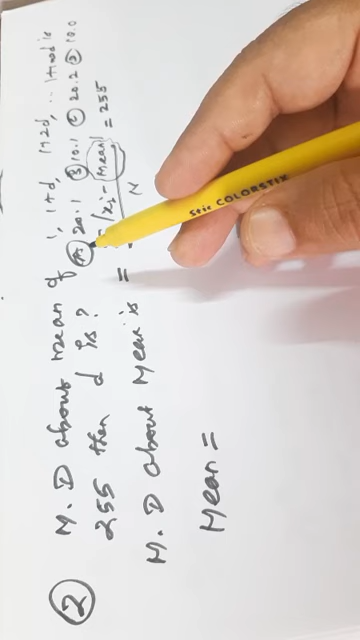 ② M.D about mean of 1, 1+d, 1+2d, .. 1+100d is
255 then d is? Ⓐ 20.1 Ⓑ 10.1 Ⓒ 20.2 Ⓓ 10.0
M.D about Mean is = |xi - Mean| / N = 255
Mean =
Stic COLORSTIX